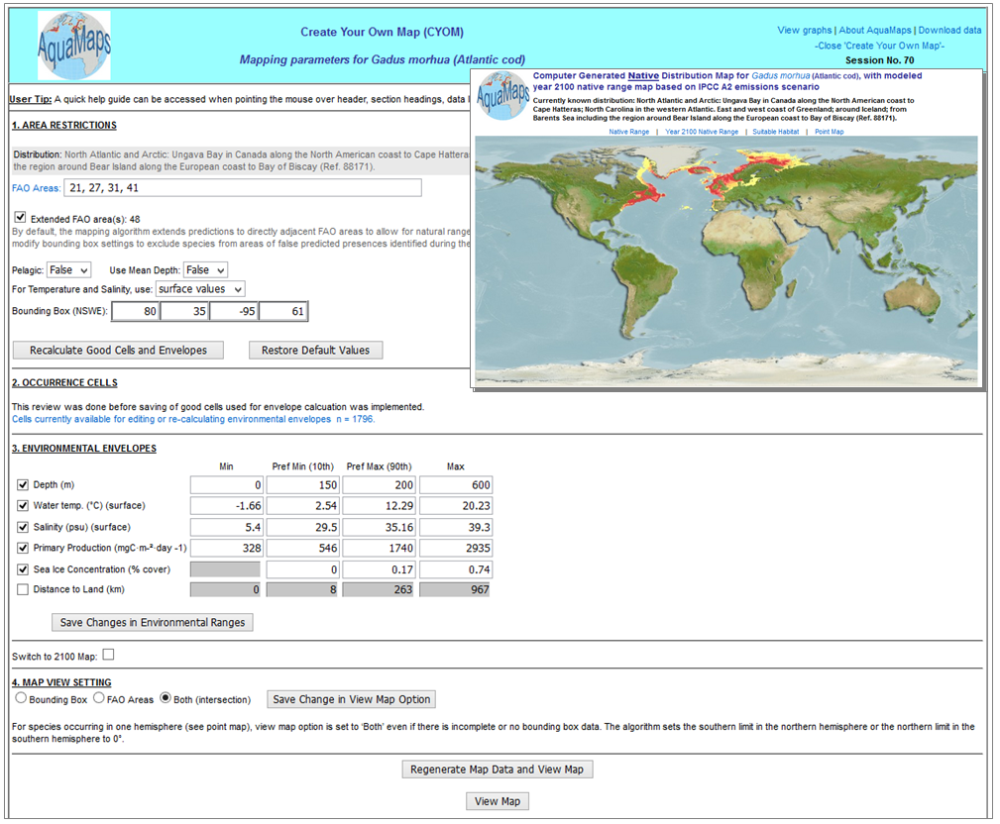 AquaMaps
Create Your Own Map (CYOM)
Mapping parameters for Gadus morhua (Atlantic cod)
View graphs | About AquaMaps | Download data
-Close 'Create Your Own Map'-
Session No. 70
AquaMaps
Computer Generated Native Distribution Map for Gadus morhua (Atlantic cod), with modeled
year 2100 native range map based on IPCC A2 emissions scenario
Currently known distribution: North Atlantic and Arctic: Ungava Bay in Canada along the North American coast to
Cape Hatteras; North Carolina in the western Atlantic. East and west coast of Greenland; around Iceland; from
Barents Sea including the region around Bear Island along the European coast to Bay of Biscay (Ref. 88171).
Native Range | Year 2100 Native Range | Suitable Habitat | Point Map
User Tip: A quick help guide can be accessed when pointing the mouse over header, section headings, data l
1. AREA RESTRICTIONS
Distribution: North Atlantic and Arctic: Ungava Bay in Canada along the North American coast to Cape Hattera
the region around Bear Island along the European coast to Bay of Biscay (Ref. 88171).
FAO Areas: 21, 27, 31, 41
Extended FAO area(s): 48
By default, the mapping algorithm extends predictions to directly adjacent FAO areas to allow for natural range
modify bounding box settings to exclude species from areas of false predicted presences identified during the
Pelagic: False Use Mean Depth: False
For Temperature and Salinity, use: surface values
Bounding Box (NSWE): 80 35 -95 61
Recalculate Good Cells and Envelopes Restore Default Values
2. OCCURRENCE CELLS
This review was done before saving of good cells used for envelope calcuation was implemented.
Cells currently available for editing or re-calculating environmental envelopes n = 1796.
3. ENVIRONMENTAL ENVELOPES
Min Pref Min (10th) Pref Max (90th) Max
Depth (m) 0 150 200 600
Water temp. (°C) (surface) -1.66 2.54 12.29 20.23
Salinity (psu) (surface) 5.4 29.5 35.16 39.3
Primary Production (mgC·m-²·day -1) 328 546 1740 2935
Sea Ice Concentration (% cover) 0 0.17 0.74
Distance to Land (km) 0 8 263 967
Save Changes in Environmental Ranges
Switch to 2100 Map:
4. MAP VIEW SETTING
Bounding Box FAO Areas Both (intersection) Save Change in View Map Option
For species occurring in one hemisphere (see point map), view map option is set to 'Both' even if there is incomplete or no bounding box data. The algorithm sets the southern limit in the northern hemisphere or the northern limit in the
southern hemisphere to 0°.
Regenerate Map Data and View Map
View Map